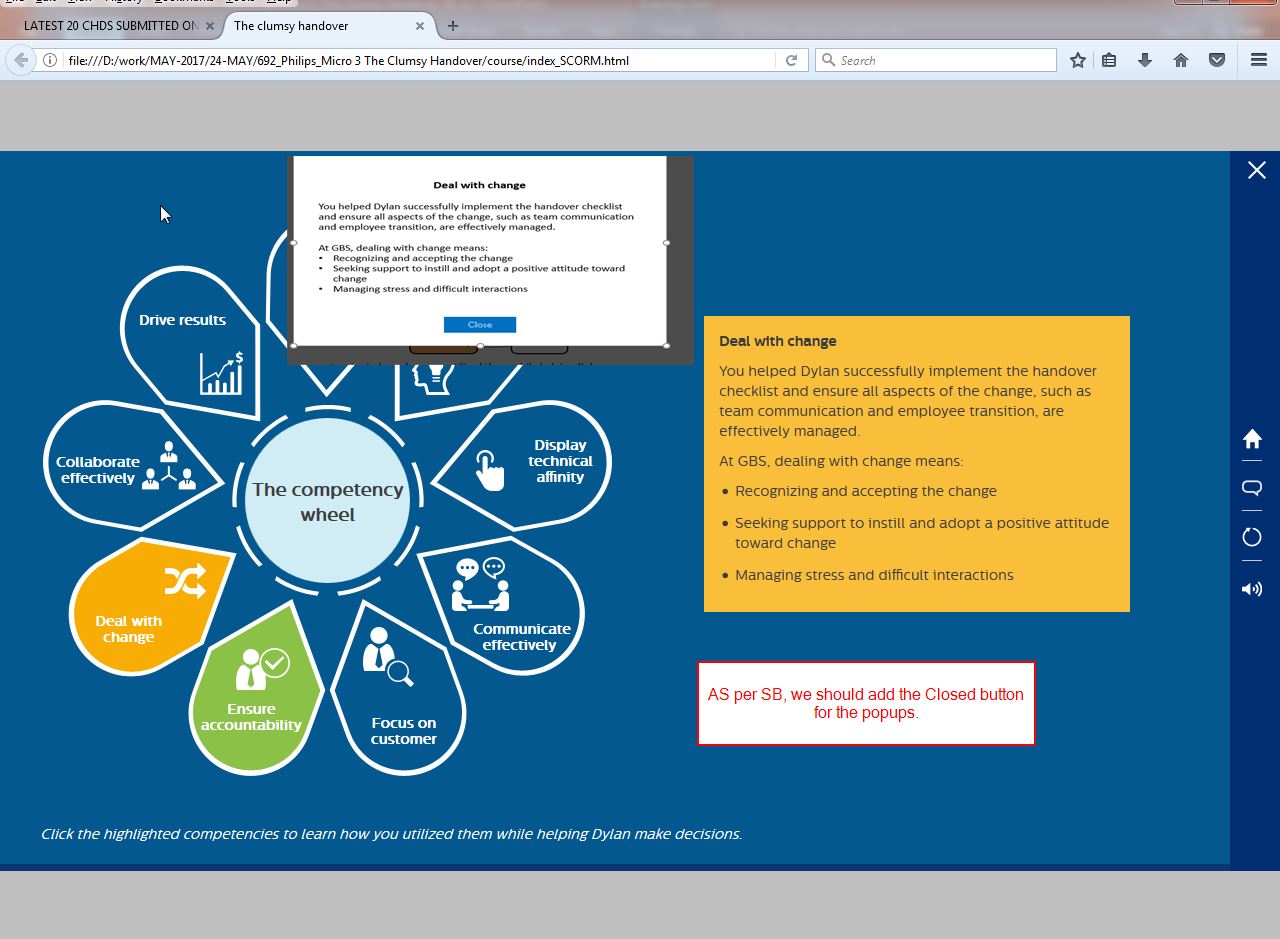 File Edit View History Bookmarks Tools Help
LATEST 20 CHDS SUBMITTED ON
The clumsy handover
file:///D:/work/MAY-2017/24-MAY/692_Philips_Micro 3 The Clumsy Handover/course/index_SCORM.html
Search
Deal with change
You helped Dylan successfully implement the handover checklist
and ensure all aspects of the change, such as team communication
and employee transition, are effectively managed.
At GBS, dealing with change means:
• Recognizing and accepting the change
• Seeking support to instill and adopt a positive attitude toward
change
• Managing stress and difficult interactions
Close
Drive results
$
Collaborate
effectively
The competency
wheel
Display
technical
affinity
Deal with
change
Ensure
accountability
Focus on
customer
Communicate
effectively
Deal with change
You helped Dylan successfully implement the handover
checklist and ensure all aspects of the change, such as
team communication and employee transition, are
effectively managed.
At GBS, dealing with change means:
• Recognizing and accepting the change
• Seeking support to instill and adopt a positive attitude
toward change
• Managing stress and difficult interactions
AS per SB, we should add the Closed button
for the popups.
Click the highlighted competencies to learn how you utilized them while helping Dylan make decisions.